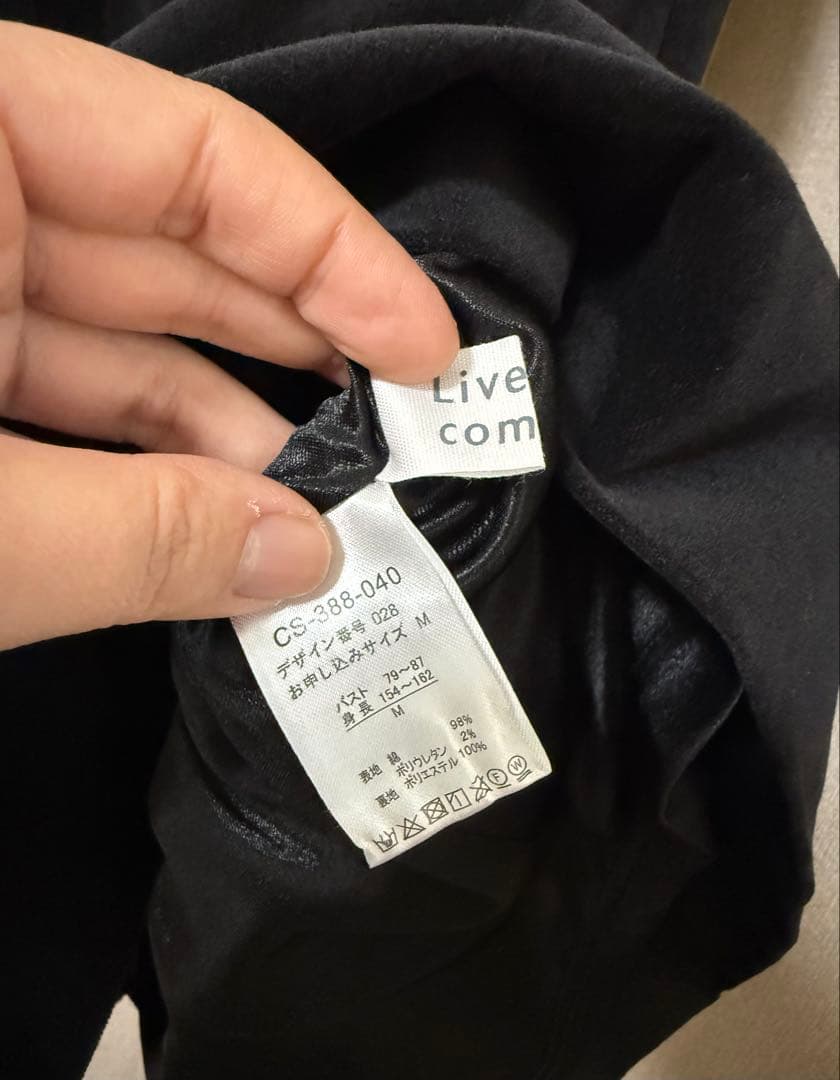 Live
com
CS-388-040
デザイン番号 028
お申し込みサイズ M
バスト 79〜87
身長 154〜162
M
表地 綿 98%
ポリウレタン 2%
裏地 ポリエステル 100%
F W